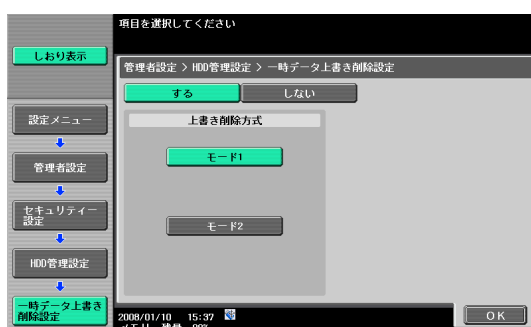 項目を選択してください
しおり表示
管理者設定 > HDD管理設定 > 一時データ上書き削除設定
する
しない
設定メニュー
上書き削除方式
モード1
管理者設定
セキュリティー
設定
モード2
HDD管理設定
一時データ上書き
削除設定
2008/01/10 15:37
OK